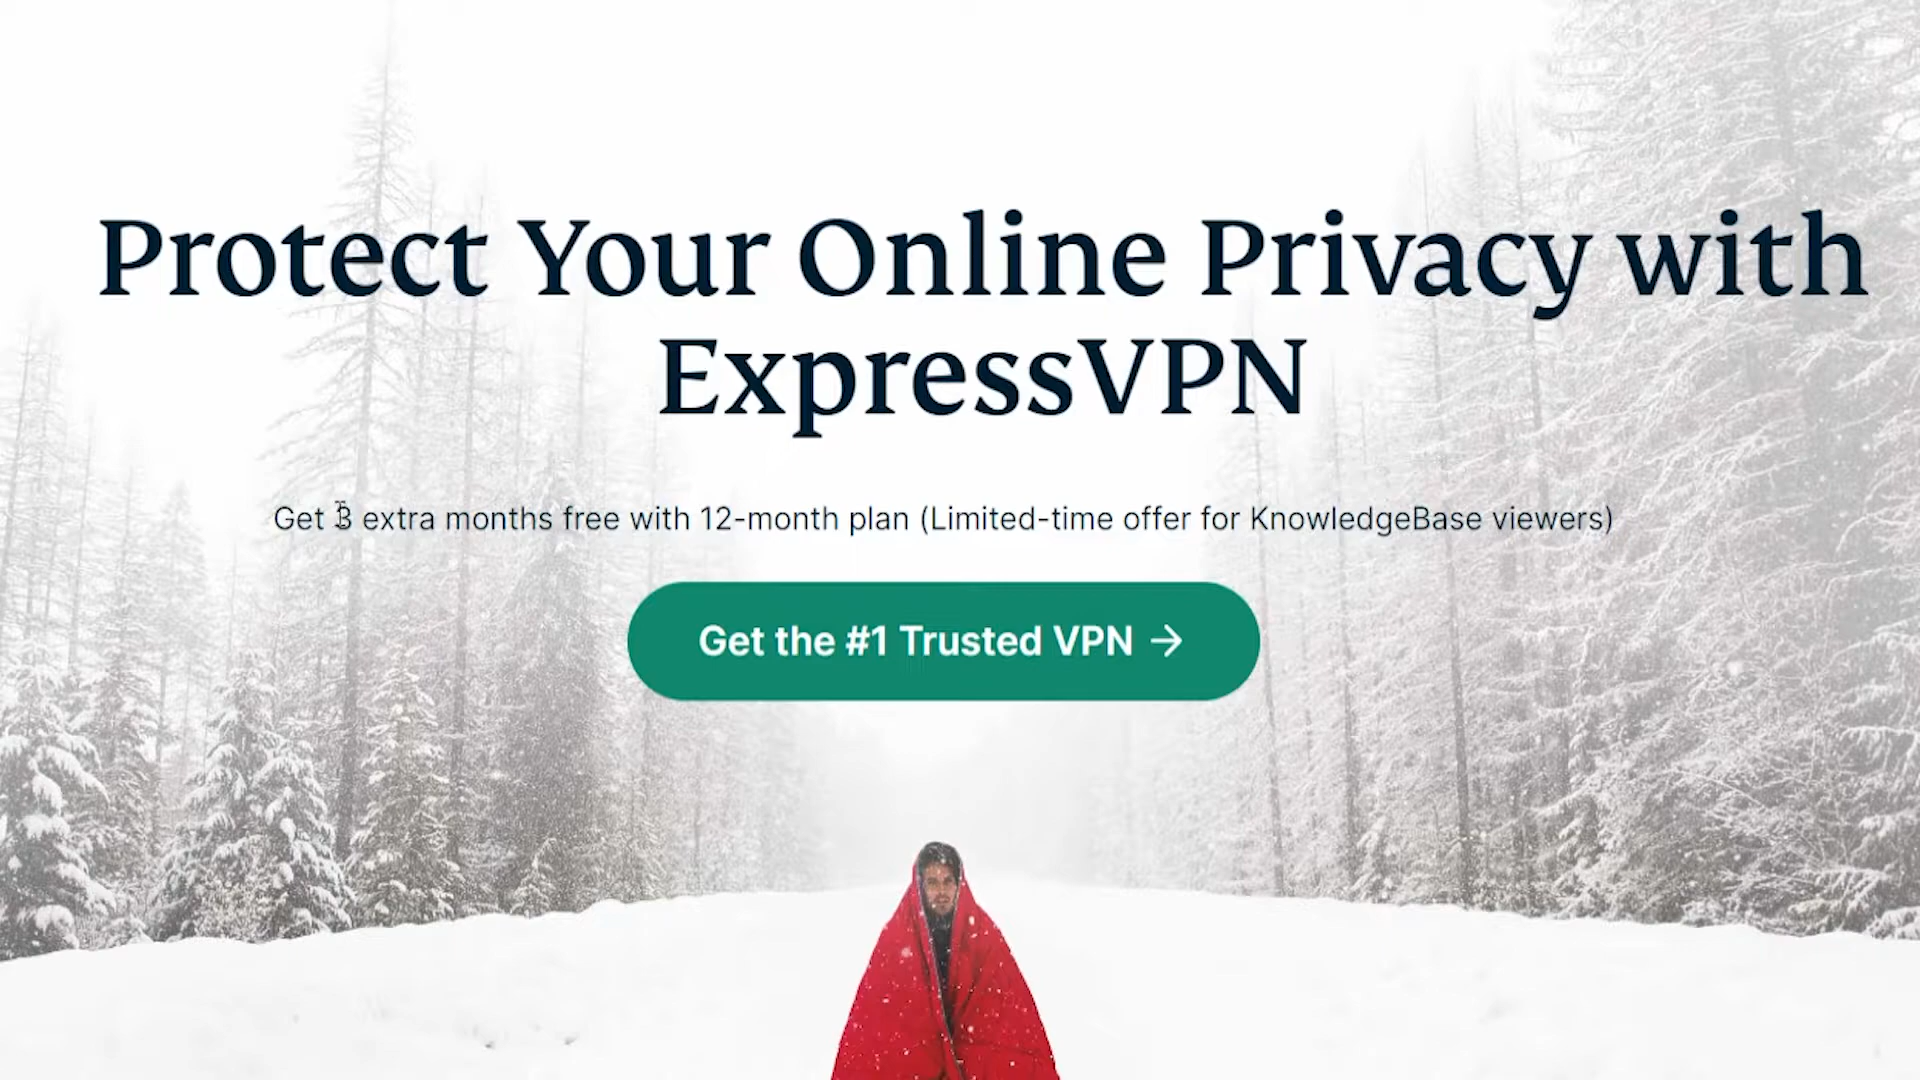 Protect Your Online Privacy with
ExpressVPN
Get 3 extra months free with 12-month plan (Limited-time offer for KnowledgeBase viewers)
Get the #1 Trusted VPN →